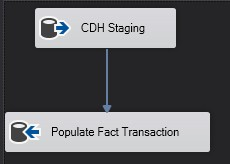 CDH Staging
Populate Fact Transaction